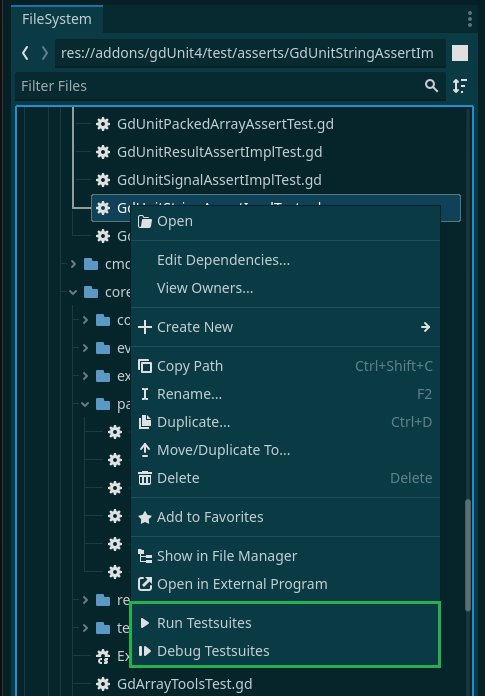 FileSystem
res://addons/gdUnit4/test/asserts/GdUnitStringAssertIm
Filter Files
GdUnitPackedArrayAssertTest.gd
GdUnitResultAssertImplTest.gd
GdUnitSignalAssertImplTest.gd
GdUnitStringAssertImplTest.gd
Gd
Open
cmd
Edit Dependencies...
View Owners...
core
Create New
co
ev
Copy Path Ctrl+Shift+C
ex
Rename... F2
pa
Duplicate... Ctrl+D
Move/Duplicate To...
Delete Delete
Add to Favorites
Show in File Manager
Open in External Program
re
Run Testsuites
te
Debug Testsuites
Ex
GdArrayToolsTest.gd